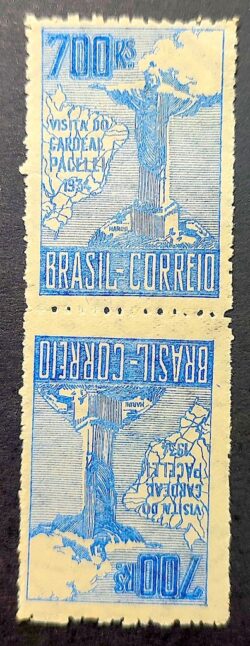 700 RS
VISITA DO
CARDEAL
PACELLI
1934
BRASIL-CORREIO
BRASIL-CORREIO
1934
PACELLI
CARDEAL
VISITA DO
700 RS